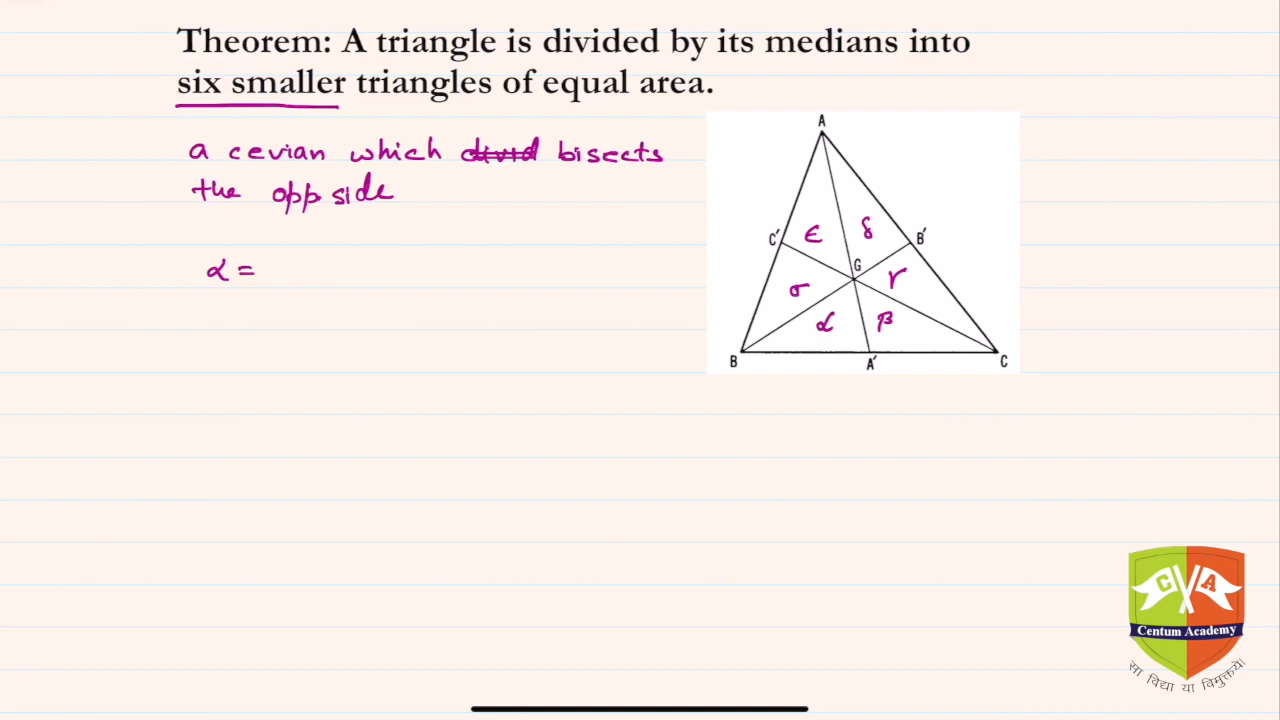 Theorem: A triangle is divided by its medians into
six smaller triangles of equal area.
a cevian which divid bisects
the opp side
α =
A
C' ϵ δ B'
G
σ γ
α β
B A' C
C A
Centum Academy
सा विद्या या विमुक्तये।